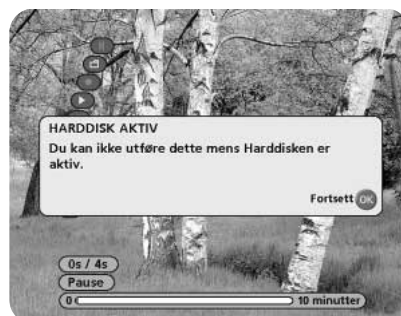 HARDDISK AKTIV
Du kan ikke utføre dette mens Harddisken er
aktiv.
Fortsett OK
0s / 4s
Pause
0 10 minutter